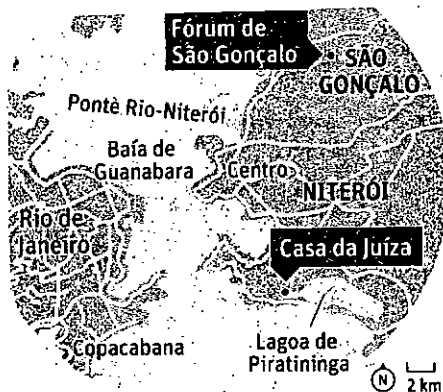 Fórum de
São Gonçalo
SÃO
GONÇALO
Ponte Rio-Niterói
Baía de
Guanabara
Centro
NITERÓI
Rio de
Janeiro
Casa da Juíza
Copacabana
Lagoa de
Piratininga
N
2 km